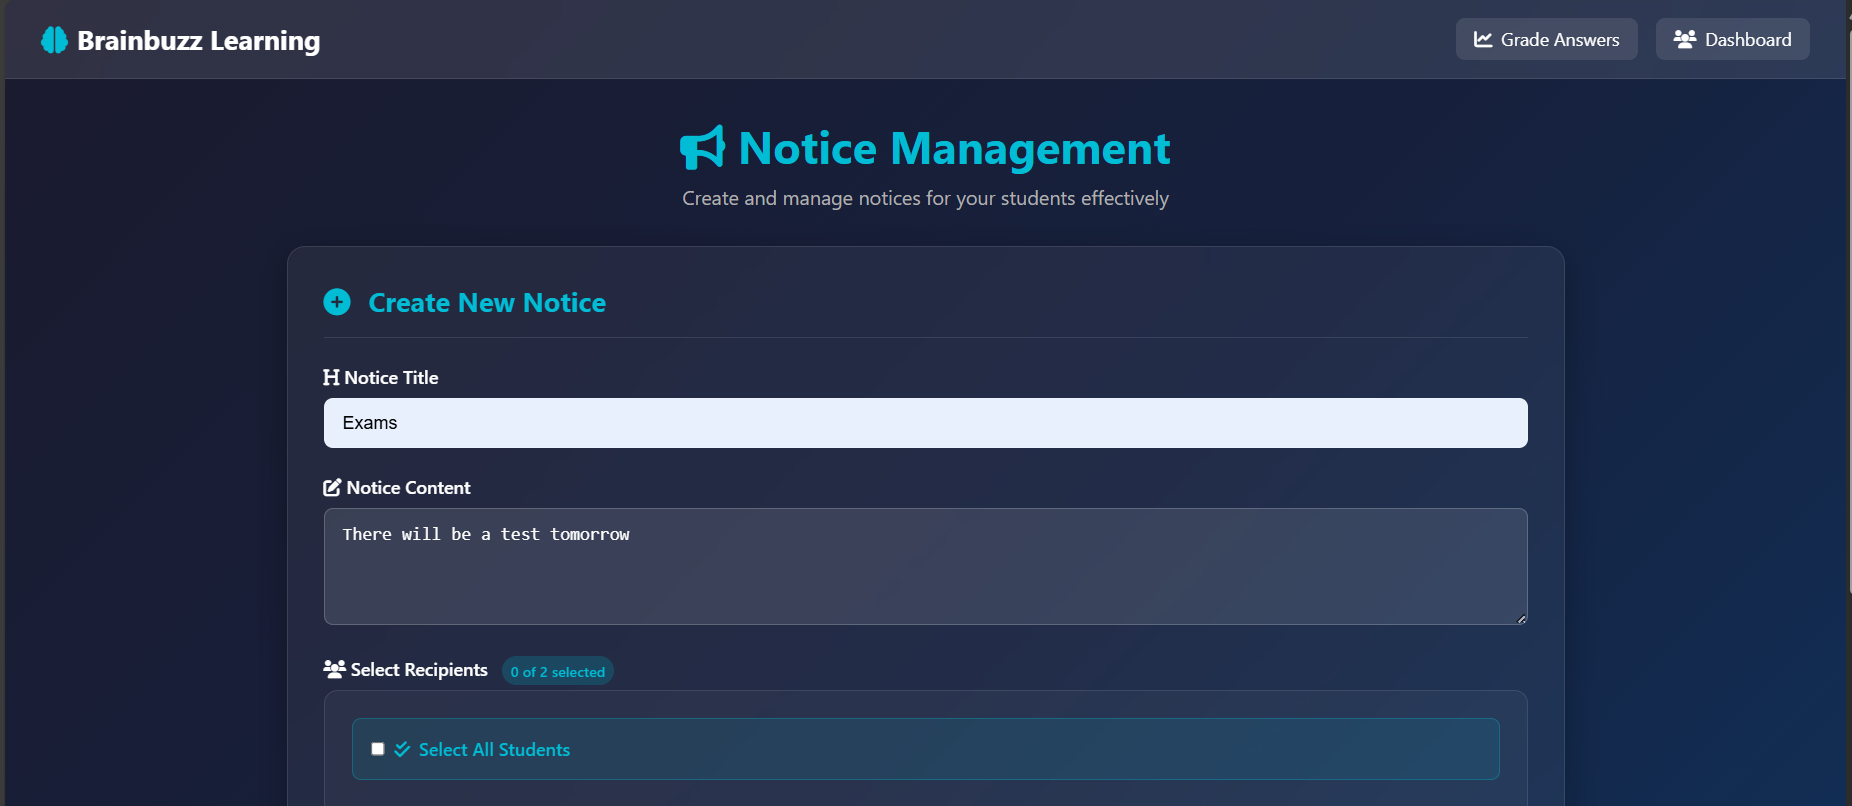 Brainbuzz Learning
Grade Answers
Dashboard
Notice Management
Create and manage notices for your students effectively
Create New Notice
Notice Title
Exams
Notice Content
There will be a test tomorrow
Select Recipients
0 of 2 selected
Select All Students